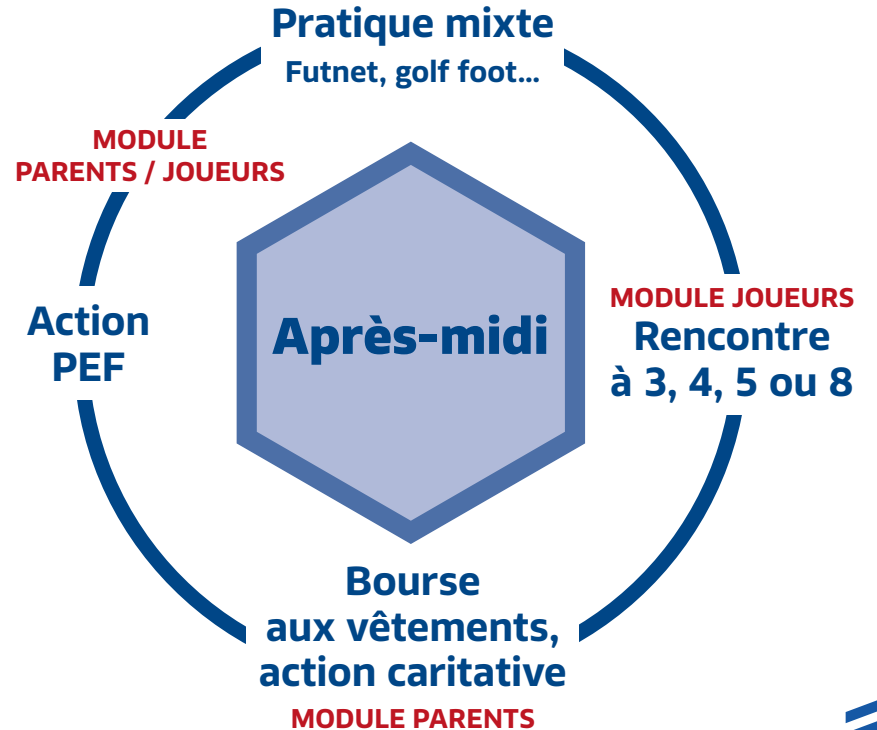 Pratique mixte
Futnet, golf foot...
MODULE
PARENTS / JOUEURS
MODULE JOUEURS
Rencontre
à 3, 4, 5 ou 8
Action
PEF
Après-midi
Bourse
aux vêtements,
action caritative
MODULE PARENTS